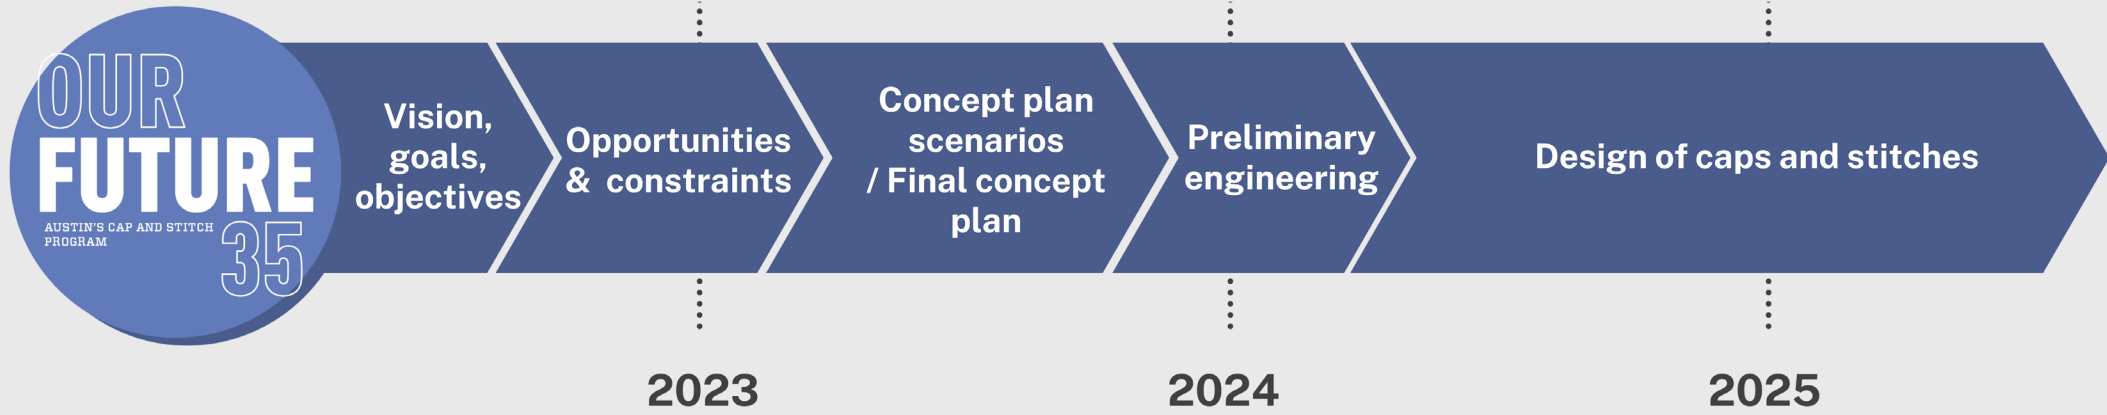 OUR
FUTURE
AUSTIN'S CAP AND STITCH
PROGRAM
35
Vision,
goals,
objectives
Opportunities
& constraints
Concept plan
scenarios
/ Final concept
plan
Preliminary
engineering
Design of caps and stitches
2023
2024
2025